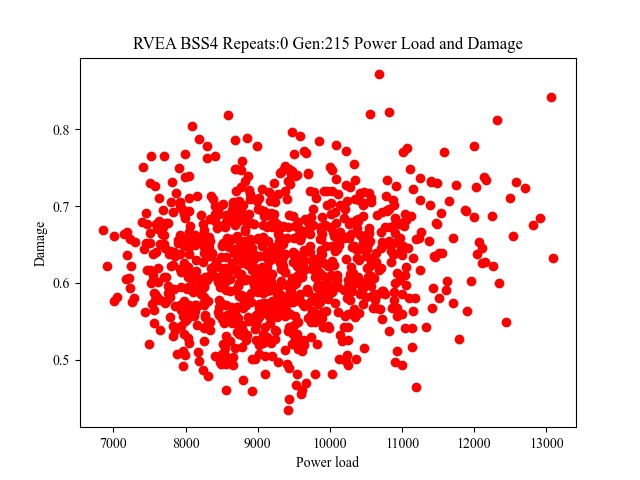 RVEA BSS4 Repeats:0 Gen:215 Power Load and Damage
0.8
0.7
0.6
0.5
Damage
7000 8000 9000 10000 11000 12000 13000
Power load